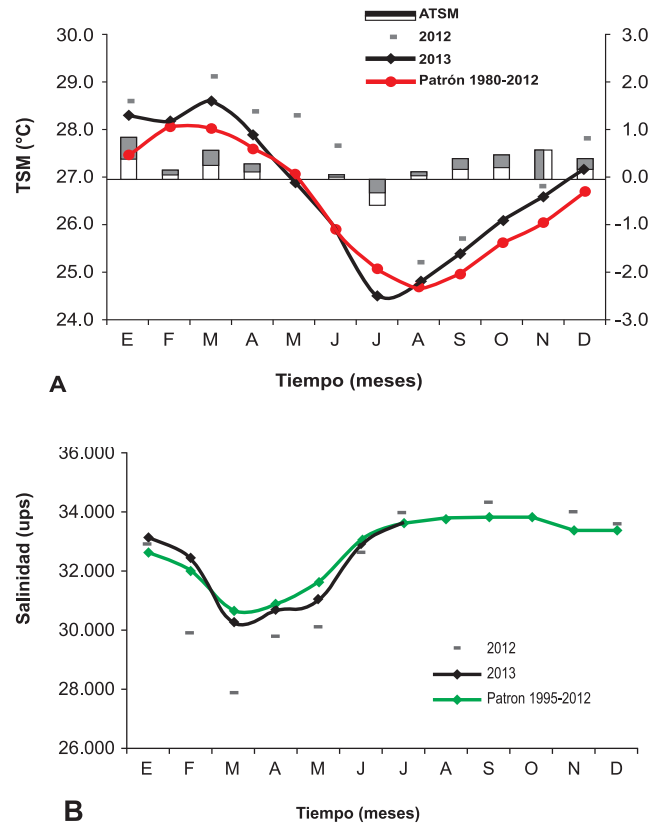 ATSM
2012
2013
Patrón 1980-2012
30.0
29.0
28.0
27.0
26.0
25.0
24.0
TSM (°C)
3.0
2.0
1.0
0.0
-1.0
-2.0
-3.0
E F M A M J J A S O N D
Tiempo (meses)
A
36.000
34.000
32.000
30.000
28.000
26.000
Salinidad (ups)
2012
2013
Patron 1995-2012
E F M A M J J A S O N D
Tiempo (meses)
B